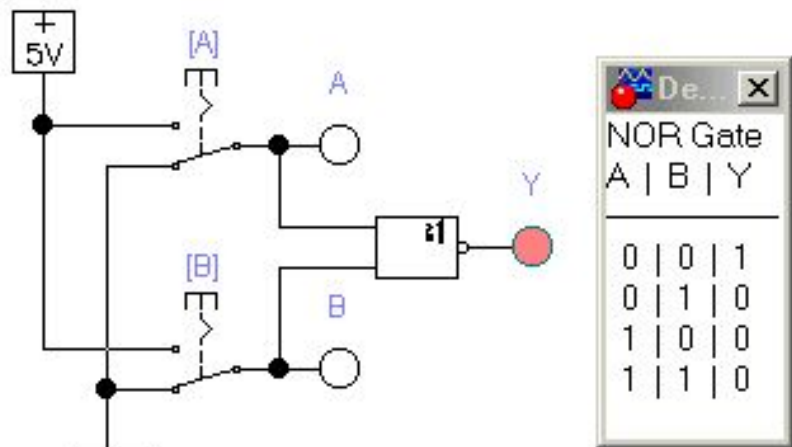 +
5V
[A]
A
≥1
Y
[B]
B
De...
NOR Gate
A | B | Y
0 | 0 | 1
0 | 1 | 0
1 | 0 | 0
1 | 1 | 0